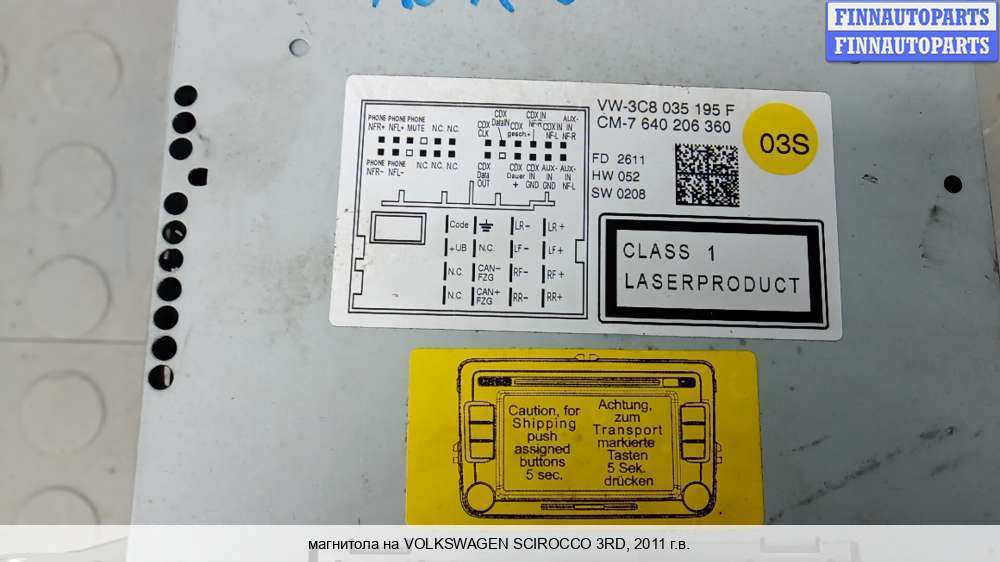 FINNAUTOPARTS
FINNAUTOPARTS
VW-3C8 035 195 F
CM-7 640 206 360
03S
FD 2611
HW 052
SW 0208
PHONE PHONE PHONE
NFR+ NFL+ MUTE N.C. N.C.
CDX CLK
CDX DataIN
CDX gesch.+
CDX IN NF-R
CDX IN NF-L
AUX-IN NF-R
PHONE PHONE
NFR- NFL- N.C. N.C. N.C.
CDX Data OUT
CDX Dauer +
CDX IN GND
AUX-IN GND
AUX-IN NF-L
Code LR- LR+
+UB N.C. LF- LF+
N.C. CAN- FZG RF- RF+
N.C. CAN+ FZG RR- RR+
CLASS 1
LASERPRODUCT
Caution, for
Shipping
push
assigned
buttons
5 sec.
Achtung,
zum
Transport
markierte
Tasten
5 Sek.
drücken
магнитола на VOLKSWAGEN SCIROCCO 3RD, 2011 г.в.